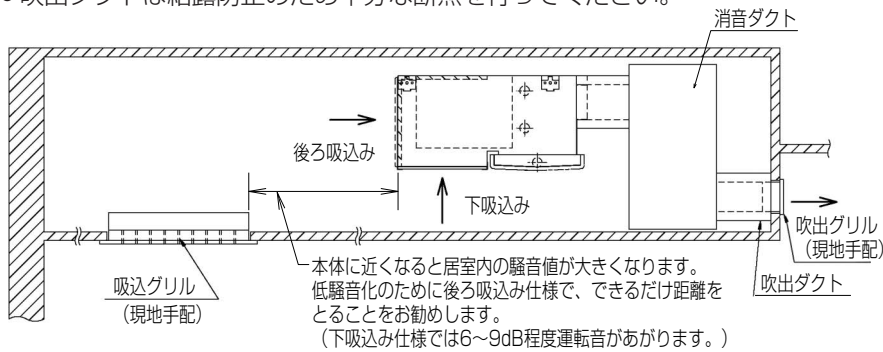 ●吹出ダクトは結露防止のため十分な断熱を行ってください。
消音ダクト
後ろ吸込み
下吸込み
吹出グリル
(現地手配)
吹出ダクト
吸込グリル
(現地手配)
本体に近くなると居室内の騒音値が大きくなります。
低騒音化のために後ろ吸込み仕様で、できるだけ距離を
とることをお勧めします。
(下吸込み仕様では6〜9dB程度運転音があがります。)